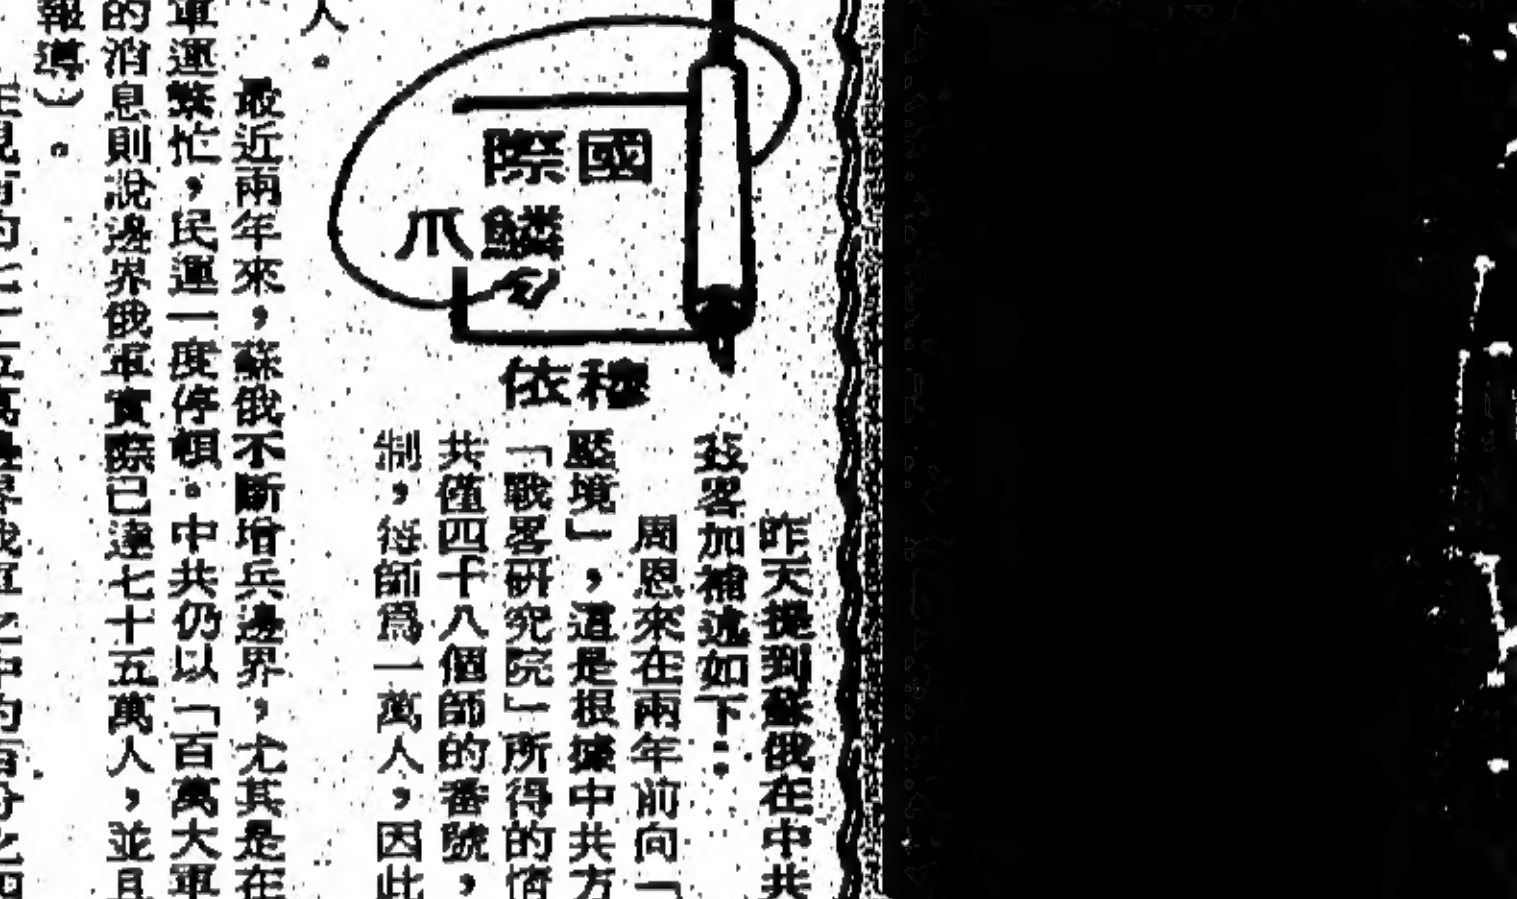 國際
鱗爪
穆依
昨天提到蘇俄在中共
茲畧加補述如下：
周恩來在兩年前向「
壓境」，這是根據中共方
「戰畧研究院」所得的情
共僅四十八個師的番號，
制，每師爲一萬人，因此
人。
最近兩年來，蘇俄不斷增兵邊界，尤其是在
軍運繁忙，民運一度停頓。中共仍以「百萬大軍
的消息則說邊界俄軍實際已達七十五萬人，並且
報導）。